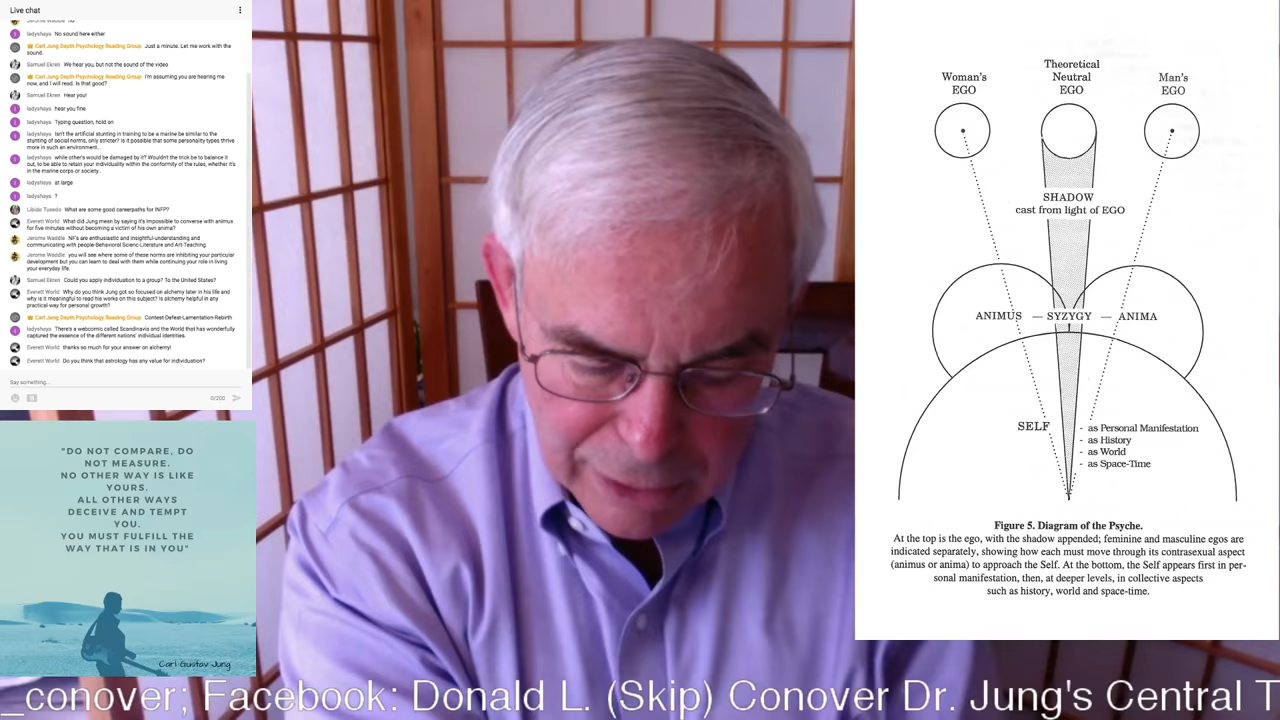 Live chat
Jerome Waddle
ladyshaya No sound here either
Carl Jung Depth Psychology Reading Group Just a minute. Let me work with the
sound.
Samuel Ekren We hear you, but not the sound of the video
Carl Jung Depth Psychology Reading Group I'm assuming you are hearing me
now, and I will read. Is that good?
Samuel Ekren Hear you!
ladyshaya hear you fine
ladyshaya Typing question, hold on
ladyshaya Isn't the artificial stunting in training to be a marine be similar to the
stunting of social norms, only stricter? Is it possible that some personality types thrive
more in such an environment...
ladyshaya while other's would be damaged by it? Wouldn't the trick be to balance it
out, to be able to retain your individuality within the conformity of the rules, whether it's
in the marine corps or society..
ladyshaya at large
ladyshaya ?
Libide Tuxedo What are some good careerpaths for INFP?
Everett World What did Jung mean by saying it's impossible to converse with animus
for five minutes without becoming a victim of his own anima?
Jerome Waddle NF's are enthusiastic and insightful-understanding and
communicating with people-Behavioral Scienc-Literature and Art-Teaching
Jerome Waddle you will see where some of these norms are inhibiting your particular
development but you can learn to deal with them while continuing your role in living
your everyday life.
Samuel Ekren Could you apply individuation to a group? To the United States?
Everett World Why do you think Jung got so focused on alchemy later in his life and
why is it meaningful to read his works on this subject? Is alchemy helpful in any
practical way for personal growth?
Carl Jung Depth Psychology Reading Group Contest-Defeat-Lamentation-Rebirth
ladyshaya There's a webcomic called Scandinavia and the World that has wonderfully
captured the essence of the different nations' individual identities.
Everett World thanks so much for your answer on alchemy!
Everett World Do you think that astrology has any value for individuation?
Say something...
0/200
"DO NOT COMPARE, DO
NOT MEASURE.
NO OTHER WAY IS LIKE
YOURS.
ALL OTHER WAYS
DECEIVE AND TEMPT
YOU.
YOU MUST FULFILL THE
WAY THAT IS IN YOU"
Carl Gustav Jung
Woman's
EGO
Theoretical
Neutral
EGO
Man's
EGO
SHADOW
cast from light of EGO
ANIMUS — SYZYGY — ANIMA
SELF
- as Personal Manifestation
- as History
- as World
- as Space-Time
Figure 5. Diagram of the Psyche.
At the top is the ego, with the shadow appended; feminine and masculine egos are
indicated separately, showing how each must move through its contrasexual aspect
(animus or anima) to approach the Self. At the bottom, the Self appears first in per-
sonal manifestation, then, at deeper levels, in collective aspects
such as history, world and space-time.
_conover; Facebook: Donald L. (Skip) Conover Dr. Jung's Central T